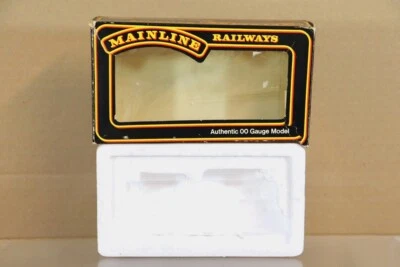 MAINLINE RAILWAYS
Authentic 00 Gauge Model